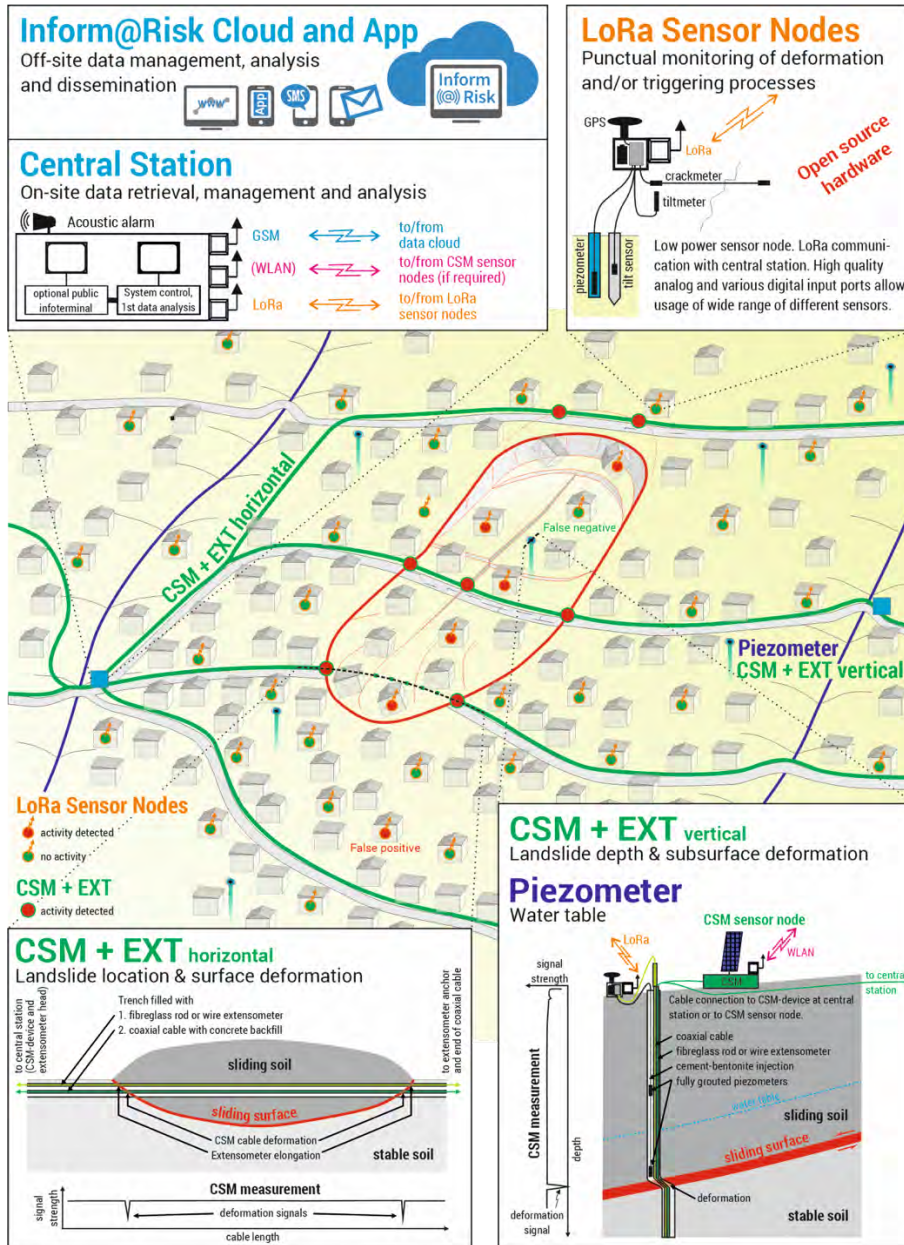 Inform@Risk Cloud and App
Off-site data management, analysis
and dissemination
www
App
SMS
Inform
(@) Risk
Central Station
On-site data retrieval, management and analysis
Acoustic alarm
optional public
infoterminal
System control,
1st data analysis
GSM
to/from
data cloud
(WLAN)
to/from CSM sensor
nodes (if required)
LoRa
to/from LoRa
sensor nodes
LoRa Sensor Nodes
Punctual monitoring of deformation
and/or triggering processes
GPS
LoRa
Open source
hardware
crackmeter
tiltmeter
piezometer
tilt sensor
Low power sensor node. LoRa communi-
cation with central station. High quality
analog and various digital input ports allow
usage of wide range of different sensors.
CSM + EXT horizontal
False negative
Piezometer
CSM + EXT vertical
LoRa Sensor Nodes
activity detected
no activity
CSM + EXT
activity detected
False positive
CSM + EXT horizontal
Landslide location & surface deformation
to central station
(CSM-device and
extensometer head)
Trench filled with
1. fibreglass rod or wire extensometer
2. coaxial cable with concrete backfill
to extensometer anchor
and end of coaxial cable
sliding soil
sliding surface
CSM cable deformation
Extensometer elongation
stable soil
CSM measurement
signal
strength
deformation signals
cable length
CSM + EXT vertical
Landslide depth & subsurface deformation
Piezometer
Water table
CSM sensor node
LoRa
WLAN
signal
strength
CSM
to central
station
Cable connection to CSM-device at central
station or to CSM sensor node.
coaxial cable
fibreglass rod or wire extensometer
cement-bentonite injection
fully grouted piezometers
CSM measurement
depth
water table
sliding soil
sliding surface
deformation
deformation
signal
stable soil